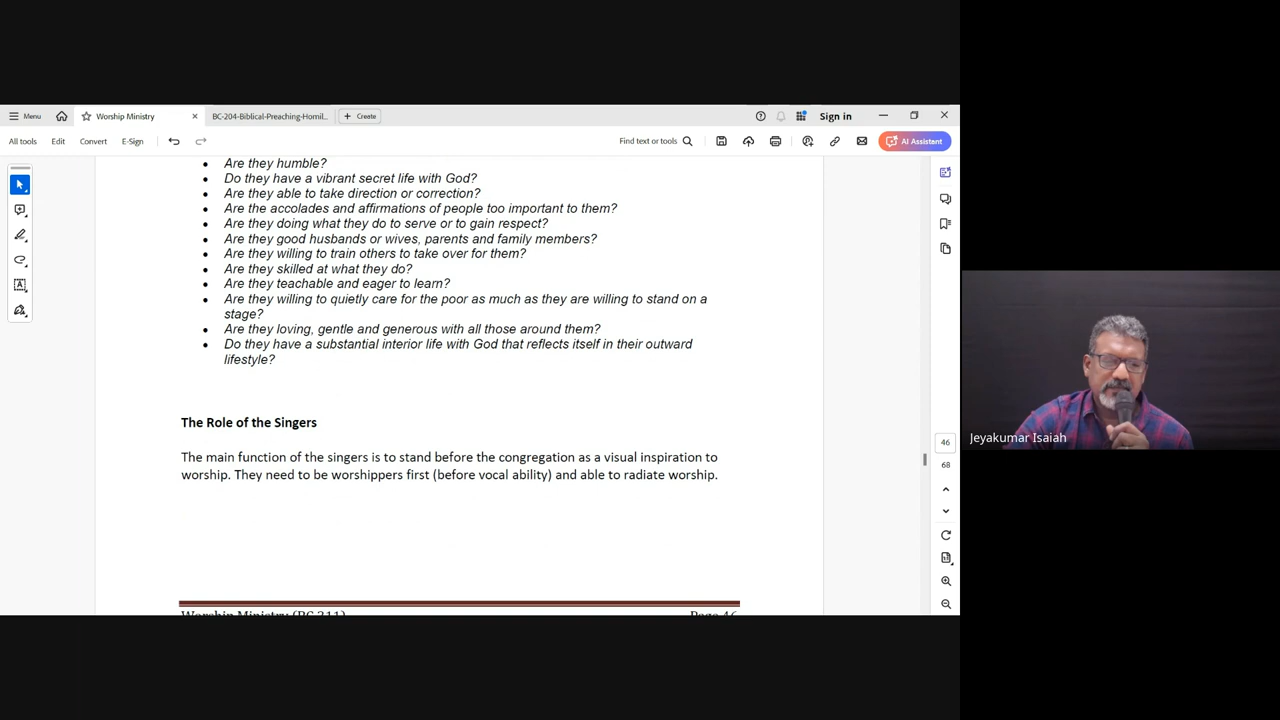 Menu
Worship Ministry
BC-204-Biblical-Preaching-Homil...
Create
Sign in
All tools
Edit
Convert
E-Sign
Find text or tools
AI Assistant
• Are they humble?
• Do they have a vibrant secret life with God?
• Are they able to take direction or correction?
• Are the accolades and affirmations of people too important to them?
• Are they doing what they do to serve or to gain respect?
• Are they good husbands or wives, parents and family members?
• Are they willing to train others to take over for them?
• Are they skilled at what they do?
• Are they teachable and eager to learn?
• Are they willing to quietly care for the poor as much as they are willing to stand on a
stage?
• Are they loving, gentle and generous with all those around them?
• Do they have a substantial interior life with God that reflects itself in their outward
lifestyle?
The Role of the Singers
The main function of the singers is to stand before the congregation as a visual inspiration to
worship. They need to be worshippers first (before vocal ability) and able to radiate worship.
Worship Ministry (BC 311)
Page 46
46
68
Jeyakumar Isaiah